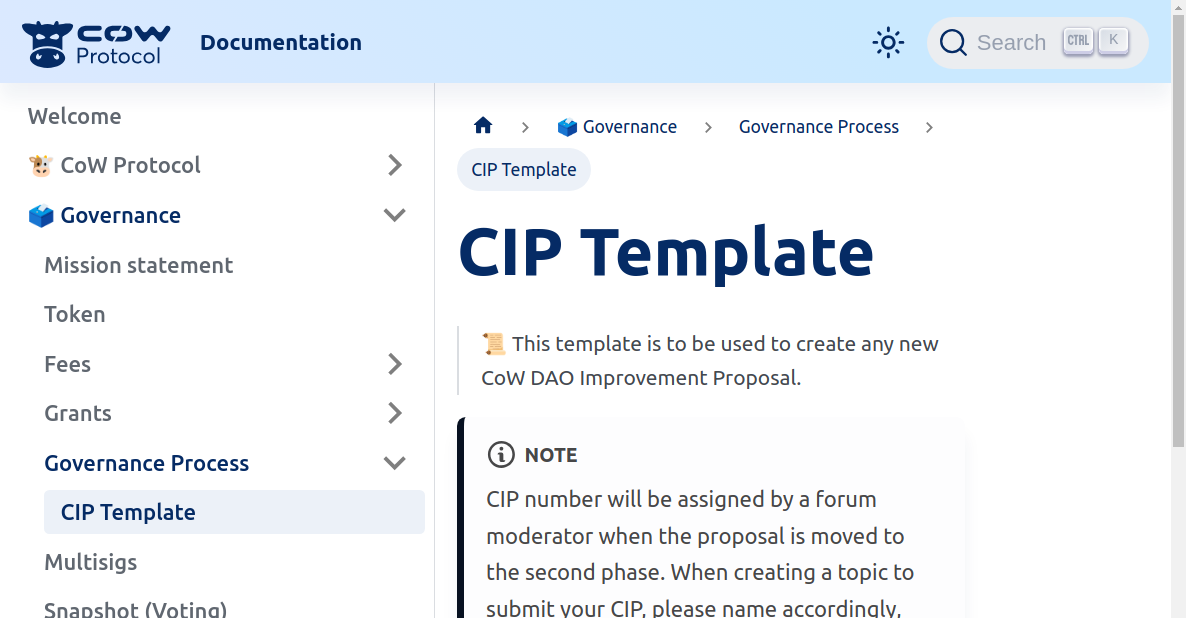 COW
Protocol
Documentation
Search
CTRL
K
Welcome
🐮 CoW Protocol
🗳️ Governance
Mission statement
Token
Fees
Grants
Governance Process
CIP Template
Multisigs
Snapshot (Voting)
🗳️ Governance
Governance Process
CIP Template
CIP Template
📜 This template is to be used to create any new
CoW DAO Improvement Proposal.
NOTE
CIP number will be assigned by a forum
moderator when the proposal is moved to
the second phase. When creating a topic to
submit your CIP, please name accordingly,